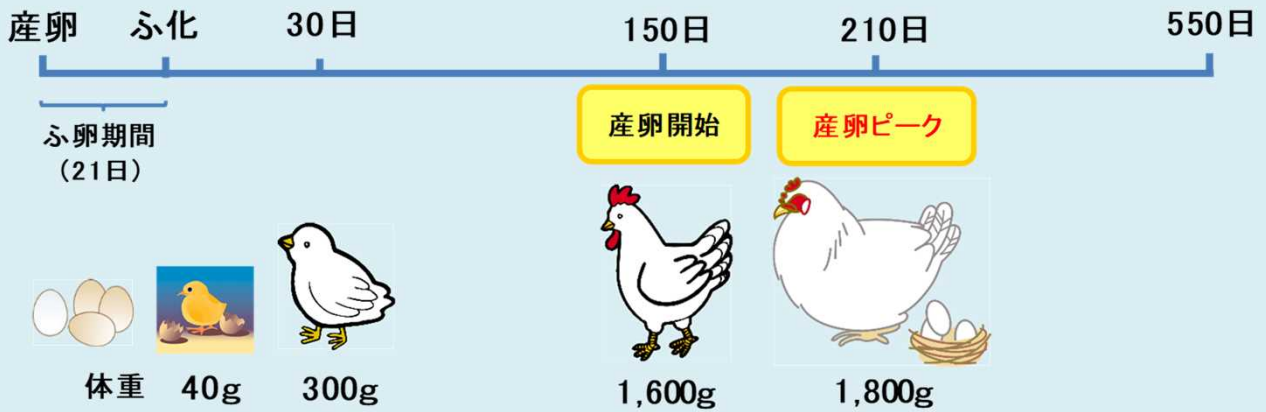 産卵 ふ化 30日 150日 210日 550日
ふ卵期間
(21日)
産卵開始
産卵ピーク
体重 40g 300g 1,600g 1,800g